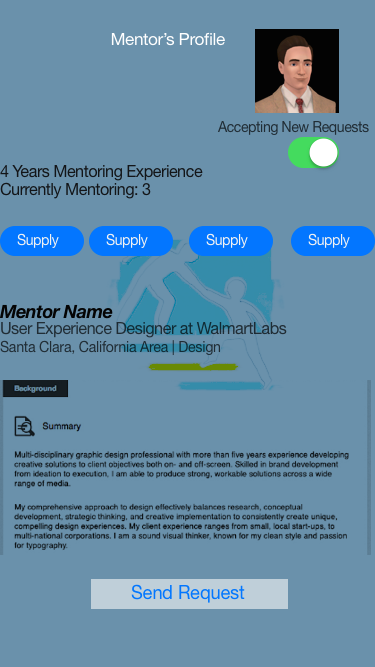 Mentor's Profile
Accepting New Requests
4 Years Mentoring Experience
Currently Mentoring: 3
Supply Supply Supply Supply
Mentor Name
User Experience Designer at WalmartLabs
Santa Clara, California Area | Design
Background
Summary
Multi-disciplinary graphic design professional with more than five years experience developing
creative solutions to client objectives both on- and off-screen. Skilled in brand development
from ideation to execution, I am able to produce strong, workable solutions across a wide
range of media.
My comprehensive approach to design effectively balances research, conceptual
development, strategic thinking, and creative implementation to consistently create unique,
compelling design experiences. My client experience ranges from small, local start-ups, to
multi-national corporations. I am a sound visual thinker, known for my clean style and passion
for typography.
Send Request